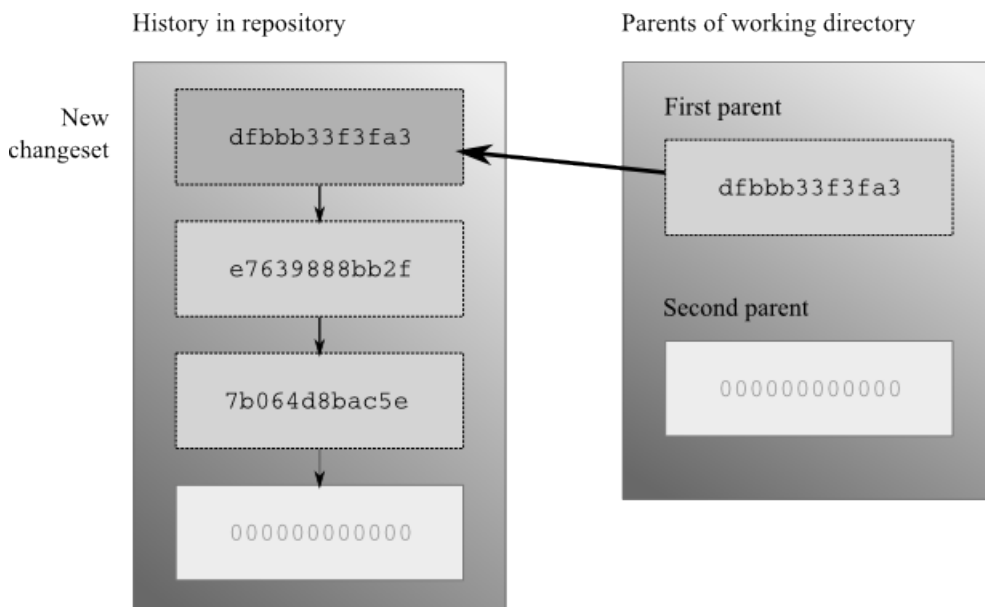 History in repository
New
changeset
dfbbb33f3fa3
e7639888bb2f
7b064d8bac5e
000000000000
Parents of working directory
First parent
dfbbb33f3fa3
Second parent
000000000000